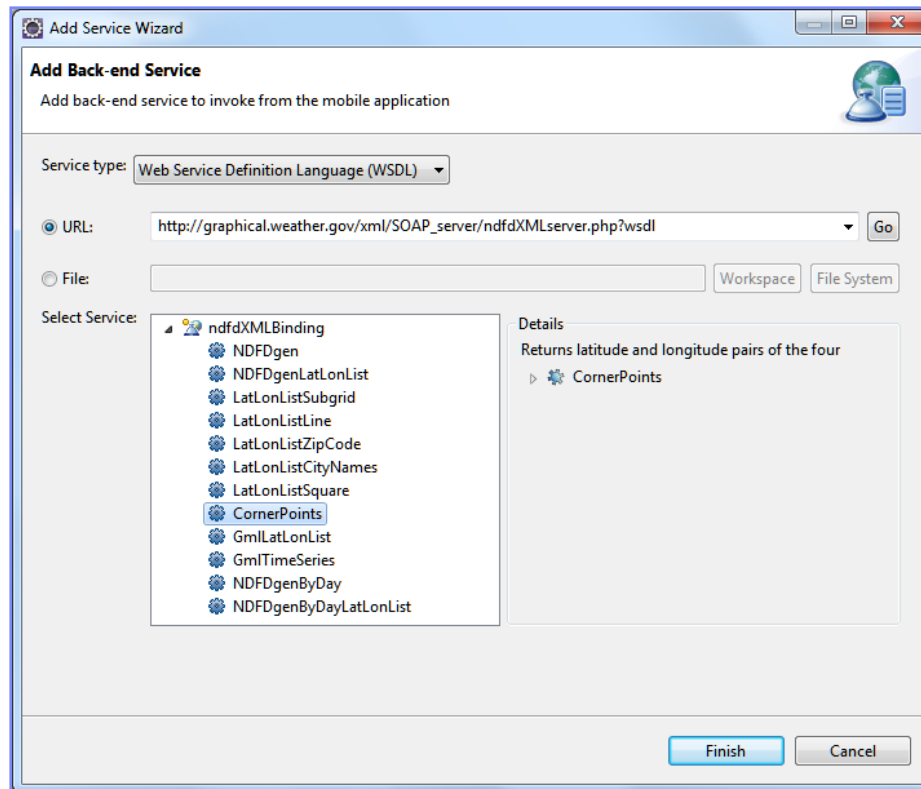 Add Service Wizard
Add Back-end Service
Add back-end service to invoke from the mobile application
Service type: Web Service Definition Language (WSDL)
URL: http://graphical.weather.gov/xml/SOAP_server/ndfdXMLserver.php?wsdl Go
File: Workspace File System
Select Service:
ndfdXMLBinding
NDFDgen
NDFDgenLatLonList
LatLonListSubgrid
LatLonListLine
LatLonListZipCode
LatLonListCityNames
LatLonListSquare
CornerPoints
GmlLatLonList
GmlTimeSeries
NDFDgenByDay
NDFDgenByDayLatLonList
Details
Returns latitude and longitude pairs of the four
CornerPoints
Finish Cancel